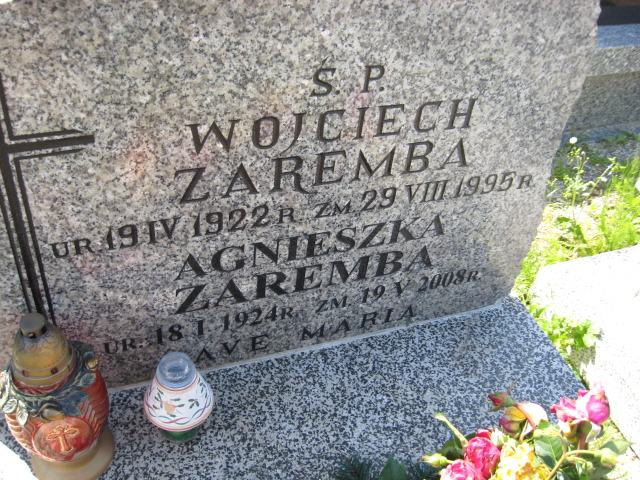 Ś. P.
WOJCIECH
ZAREMBA
UR 19 IV 1922 R. ZM. 29 VIII 1995 R
AGNIESZKA
ZAREMBA
UR. 18 I 1924 R. ZM. 19 V 2008 R.
AVE MARIA